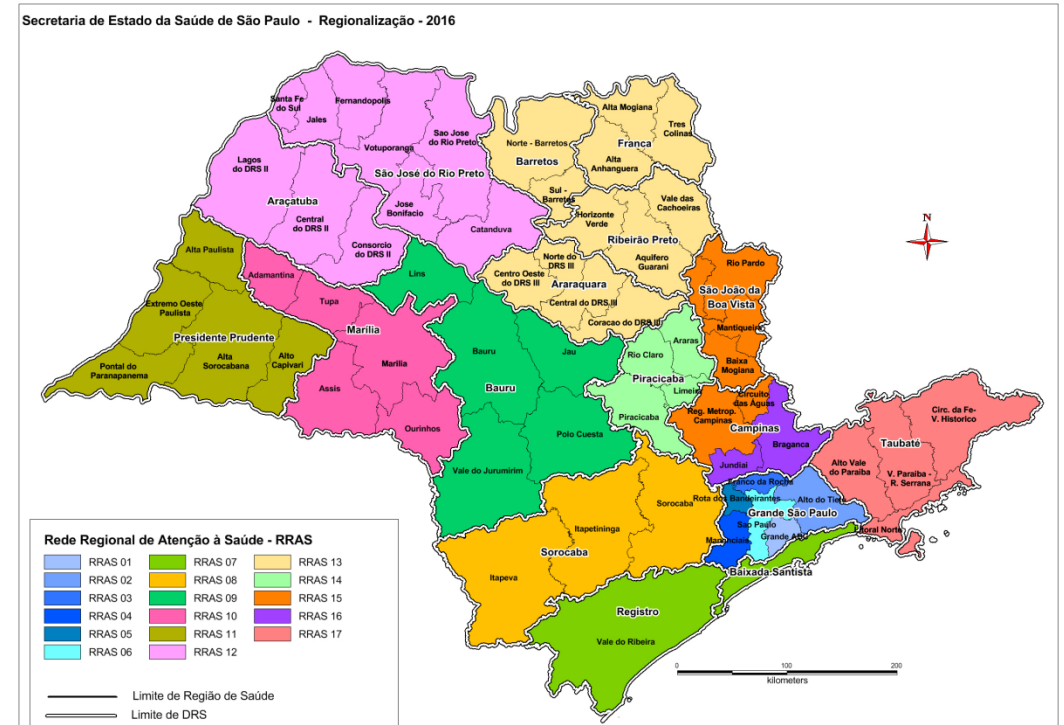 Secretaria de Estado da Saúde de São Paulo - Regionalização - 2016
Santa Fe
do Sul
Jales
Fernandopolis
Votuporanga
Sao Jose
do Rio Preto
São José do Rio Preto
Jose
Bonifacio
Catanduva
Lagos
do DRS II
Araçatuba
Central
do DRS II
Consorcio
do DRS II
Norte - Barretos
Barretos
Sul -
Barretos
Alta Mogiana
Tres
Colinas
Franca
Alta
Anhanguera
Horizonte
Verde
Vale das
Cachoeiras
Ribeirão Preto
Aquifero
Guarani
Norte do
DRS III
Centro Oeste
do DRS III
Araraquara
Central do DRS III
Coracao do DRS III
Rio Pardo
São João da
Boa Vista
Mantiqueira
Baixa
Mogiana
Araras
Rio Claro
Piracicaba
Limeira
Piracicaba
Circuito
das Águas
Reg. Metrop.
Campinas
Campinas
Braganca
Jundiai
Alta Paulista
Extremo Oeste
Paulista
Presidente Prudente
Pontal do
Paranapanema
Alta
Sorocabana
Alto
Capivari
Adamantina
Tupa
Marília
Marilia
Assis
Ourinhos
Lins
Bauru
Jau
Bauru
Polo Cuesta
Vale do Jurumirim
Sorocaba
Itapetininga
Sorocaba
Itapeva
Franco da Rocha
Rota dos Bandeirantes
Alto do Tiete
Grande São Paulo
Sao Paulo
Grande ABC
Mananciais
Baixada Santista
Registro
Vale do Ribeira
Circ. da Fe-
V. Historico
Taubaté
Alto Vale
do Paraiba
V. Paraiba -
R. Serrana
Litoral Norte
N
0 100 200
kilometers
Rede Regional de Atenção à Saúde - RRAS
RRAS 01 RRAS 07 RRAS 13
RRAS 02 RRAS 08 RRAS 14
RRAS 03 RRAS 09 RRAS 15
RRAS 04 RRAS 10 RRAS 16
RRAS 05 RRAS 11 RRAS 17
RRAS 06 RRAS 12
Limite de Região de Saúde
Limite de DRS